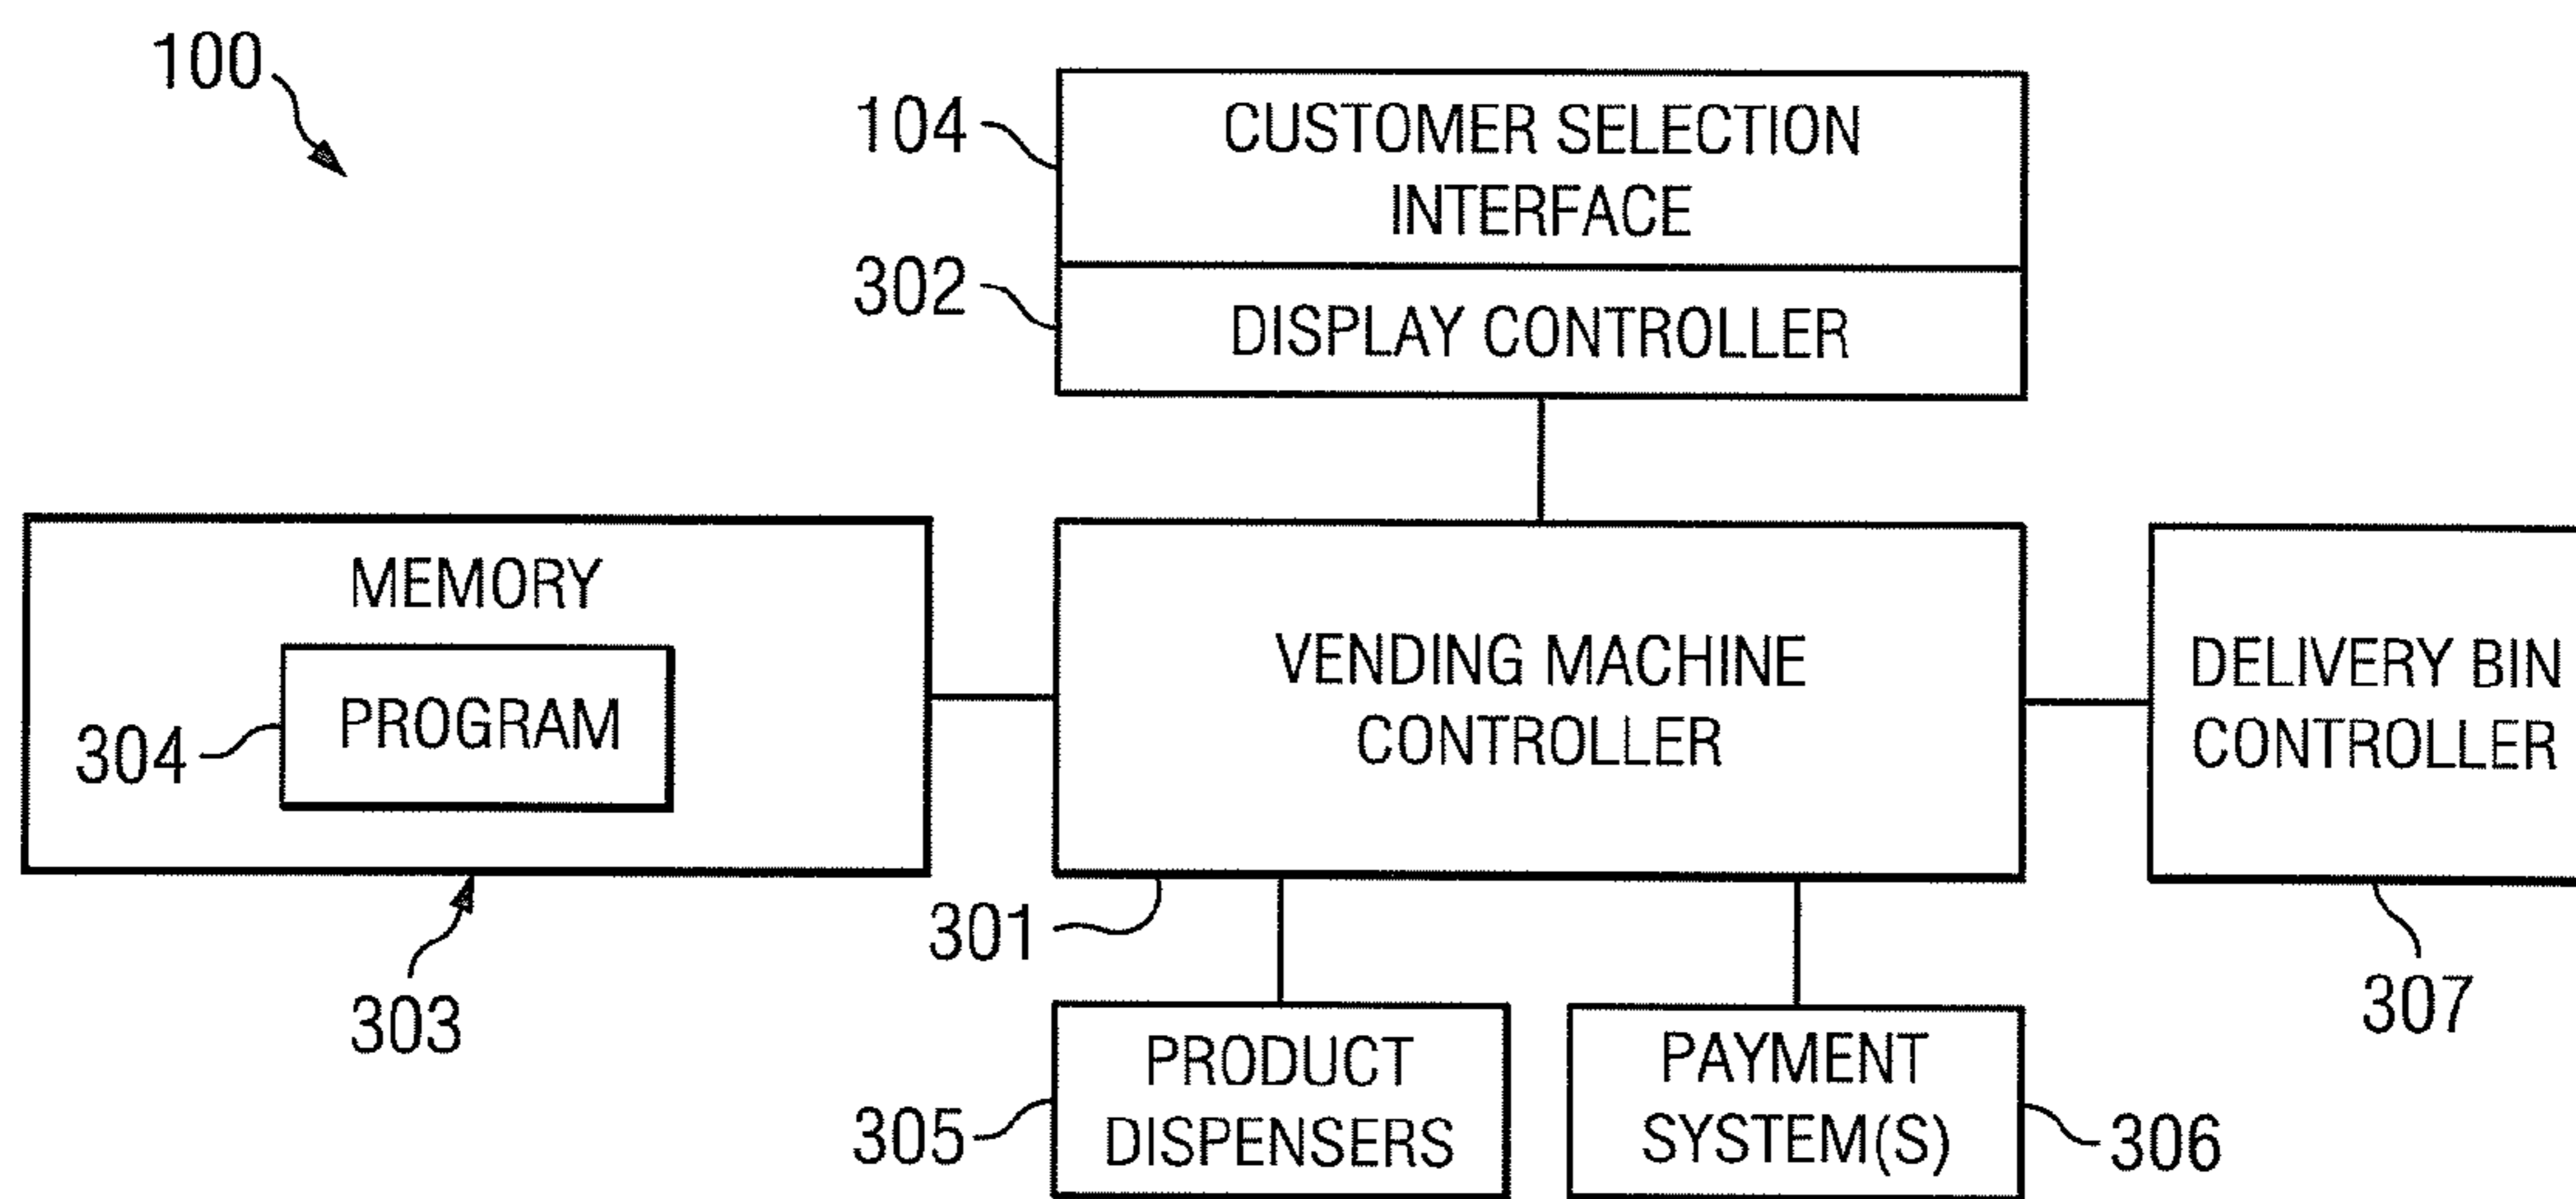 100
104
CUSTOMER SELECTION
INTERFACE
302
DISPLAY CONTROLLER
MEMORY
304
PROGRAM
303
VENDING MACHINE
CONTROLLER
301
DELIVERY BIN
CONTROLLER
307
305
PRODUCT
DISPENSERS
PAYMENT
SYSTEM(S)
306